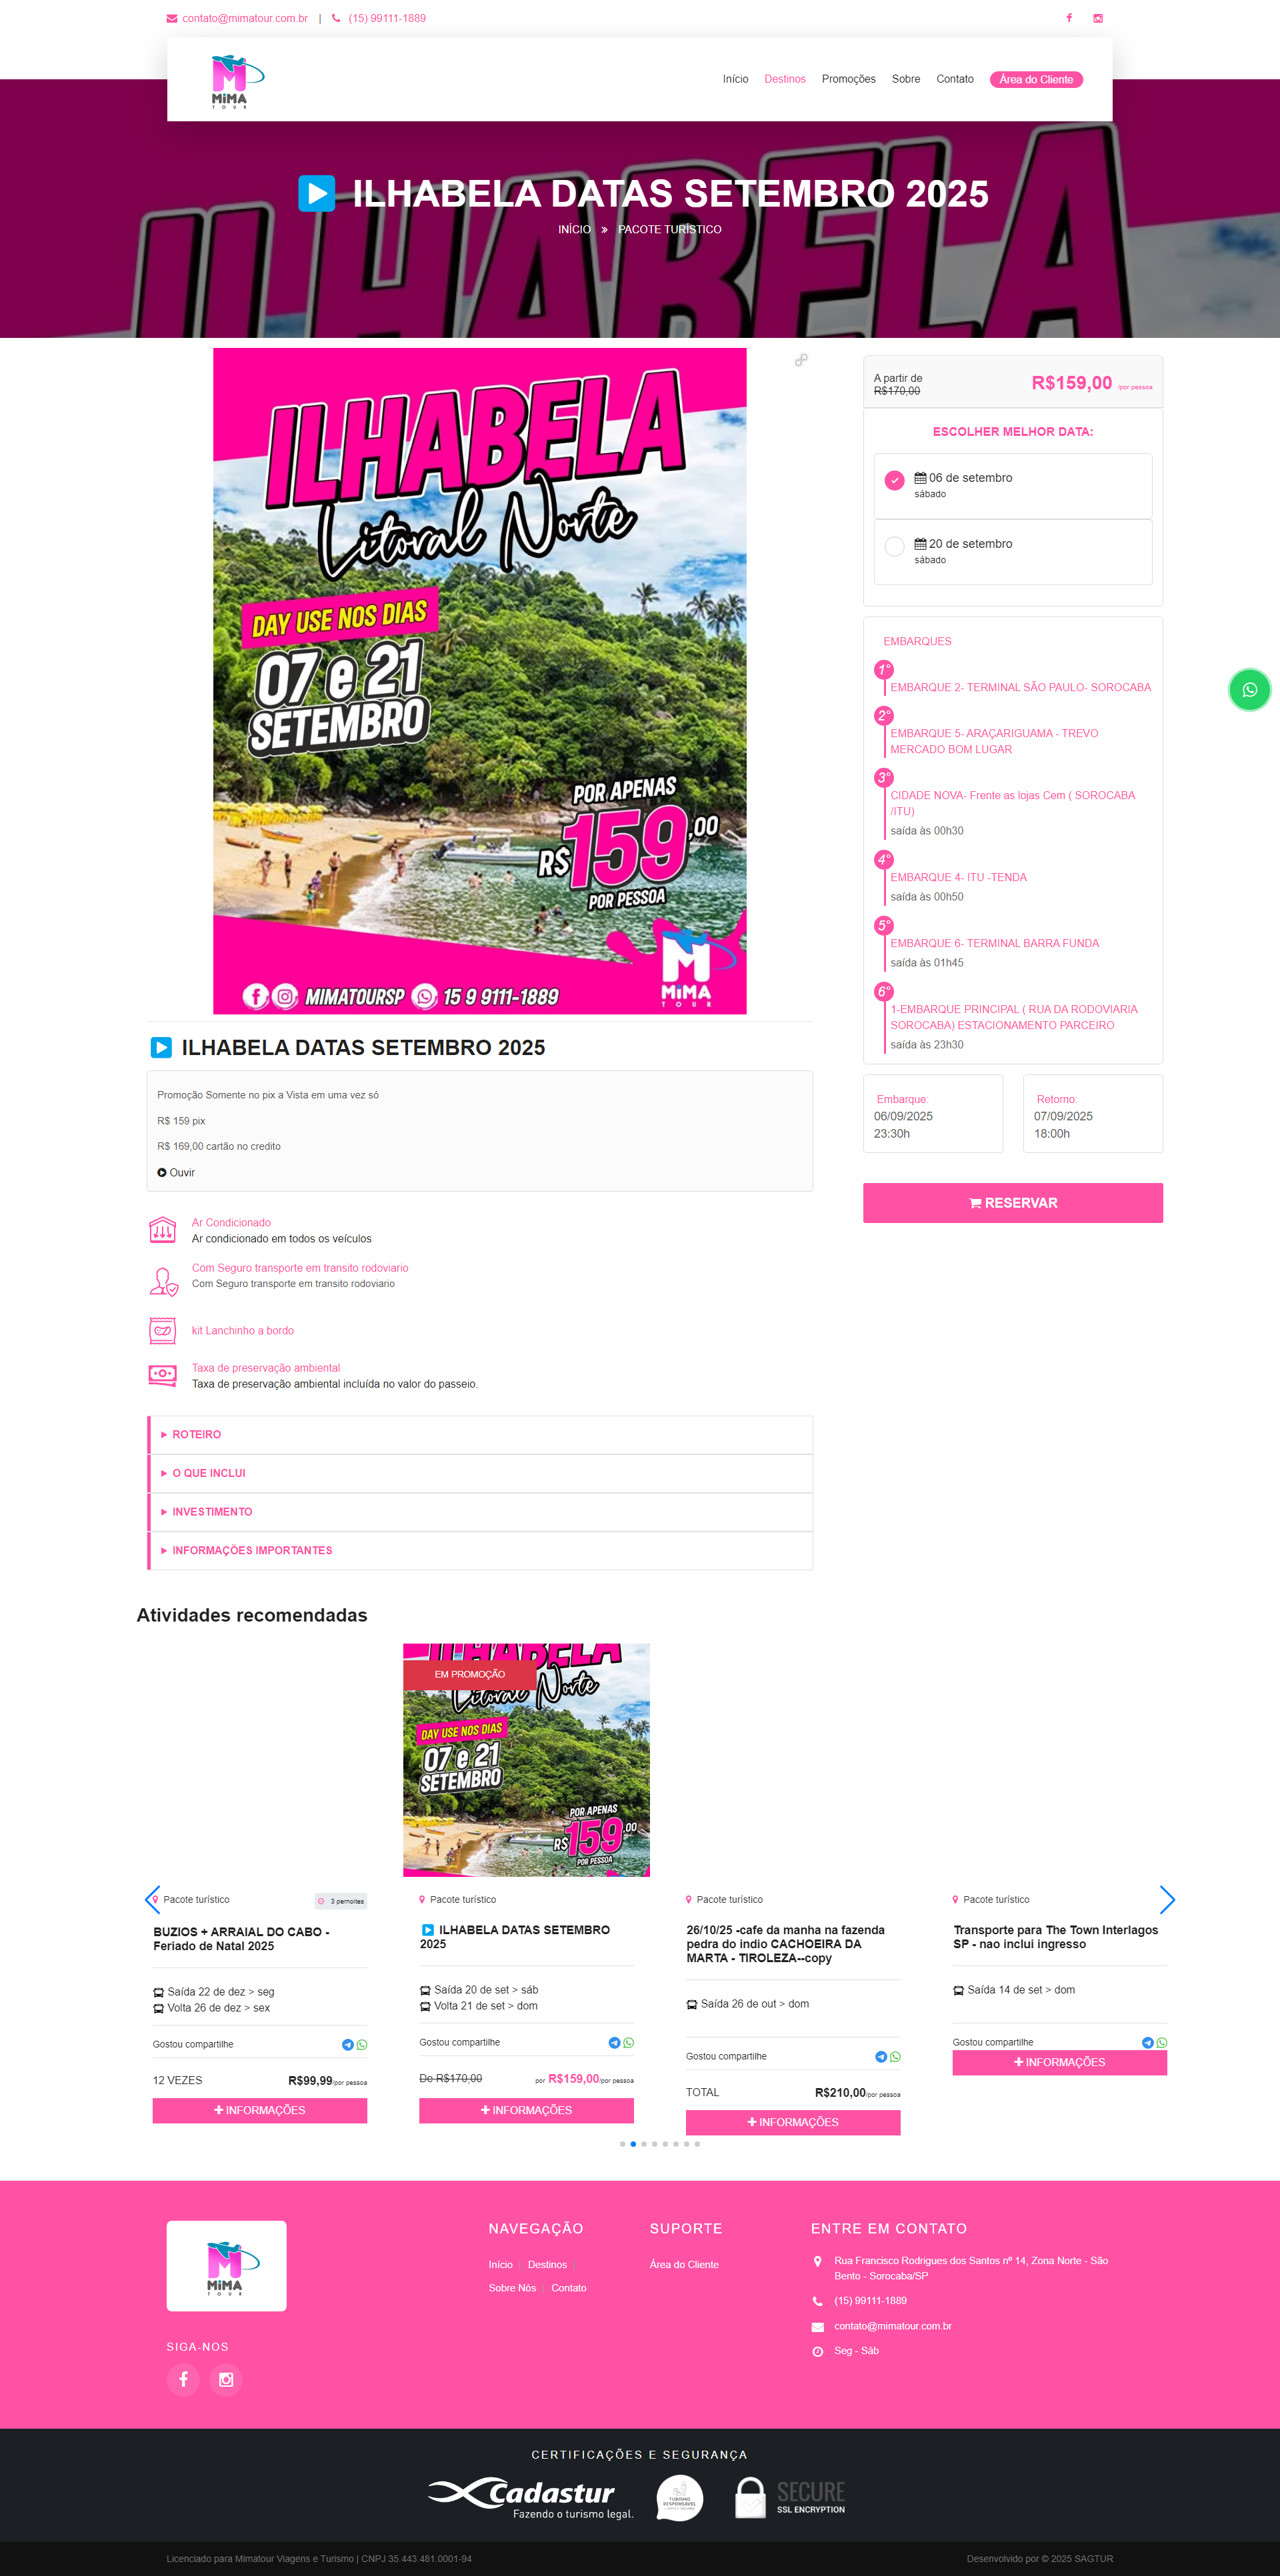 contato@mimatour.com.br | (15) 99111-1889
MiMA
TOUR
Início Destinos Promoções Sobre Contato Área do Cliente
ILHABELA DATAS SETEMBRO 2025
INÍCIO » PACOTE TURÍSTICO
ILHABELA
ILHABELA
Litoral Norte
DAY USE NOS DIAS
07 e 21
SETEMBRO
POR APENAS
R$159,00
POR PESSOA
MiMA
TOUR
MIMATOURSP 15 9 9111-1889
A partir de
R$170,00
R$159,00 /por pessoa
ESCOLHER MELHOR DATA:
06 de setembro
sábado
20 de setembro
sábado
EMBARQUES
1°
EMBARQUE 2- TERMINAL SÃO PAULO- SOROCABA
2°
EMBARQUE 5- ARAÇARIGUAMA - TREVO
MERCADO BOM LUGAR
3°
CIDADE NOVA- Frente as lojas Cem ( SOROCABA
/ITU)
saída às 00h30
4°
EMBARQUE 4- ITU -TENDA
saída às 00h50
5°
EMBARQUE 6- TERMINAL BARRA FUNDA
saída às 01h45
6°
1-EMBARQUE PRINCIPAL ( RUA DA RODOVIARIA
SOROCABA) ESTACIONAMENTO PARCEIRO
saída às 23h30
Embarque:
06/09/2025
23:30h
Retorno:
07/09/2025
18:00h
RESERVAR
ILHABELA DATAS SETEMBRO 2025
Promoção Somente no pix a Vista em uma vez só
R$ 159 pix
R$ 169,00 cartão no credito
Ouvir
Ar Condicionado
Ar condicionado em todos os veículos
Com Seguro transporte em transito rodoviario
Com Seguro transporte em transito rodoviario
kit Lanchinho a bordo
Taxa de preservação ambiental
Taxa de preservação ambiental incluída no valor do passeio.
ROTEIRO
O QUE INCLUI
INVESTIMENTO
INFORMAÇÕES IMPORTANTES
Atividades recomendadas
Pacote turístico 3 pernoites
BUZIOS + ARRAIAL DO CABO -
Feriado de Natal 2025
Saída 22 de dez > seg
Volta 26 de dez > sex
Gostou compartilhe
12 VEZES R$99,99/por pessoa
INFORMAÇÕES
ILHABELA
EM PROMOÇÃO
Litoral Norte
DAY USE NOS DIAS
07 e 21
SETEMBRO
POR APENAS
R$159,00
POR PESSOA
Pacote turístico
ILHABELA DATAS SETEMBRO
2025
Saída 20 de set > sáb
Volta 21 de set > dom
Gostou compartilhe
De R$170,00 por R$159,00/por pessoa
INFORMAÇÕES
Pacote turístico
26/10/25 -cafe da manha na fazenda
pedra do indio CACHOEIRA DA
MARTA - TIROLEZA--copy
Saída 26 de out > dom
Gostou compartilhe
TOTAL R$210,00/por pessoa
INFORMAÇÕES
Pacote turístico
Transporte para The Town Interlagos
SP - nao inclui ingresso
Saída 14 de set > dom
Gostou compartilhe
INFORMAÇÕES
MiMA
TOUR
SIGA-NOS
NAVEGAÇÃO
Início | Destinos |
Sobre Nós | Contato
SUPORTE
Área do Cliente
ENTRE EM CONTATO
Rua Francisco Rodrigues dos Santos nº 14, Zona Norte - São
Bento - Sorocaba/SP
(15) 99111-1889
contato@mimatour.com.br
Seg - Sáb
CERTIFICAÇÕES E SEGURANÇA
Cadastur
Fazendo o turismo legal.
TURISMO
RESPONSÁVEL
SECURE
SSL ENCRYPTION
Licenciado para Mimatour Viagens e Turismo | CNPJ 35.443.481.0001-94
Desenvolvido por © 2025 SAGTUR